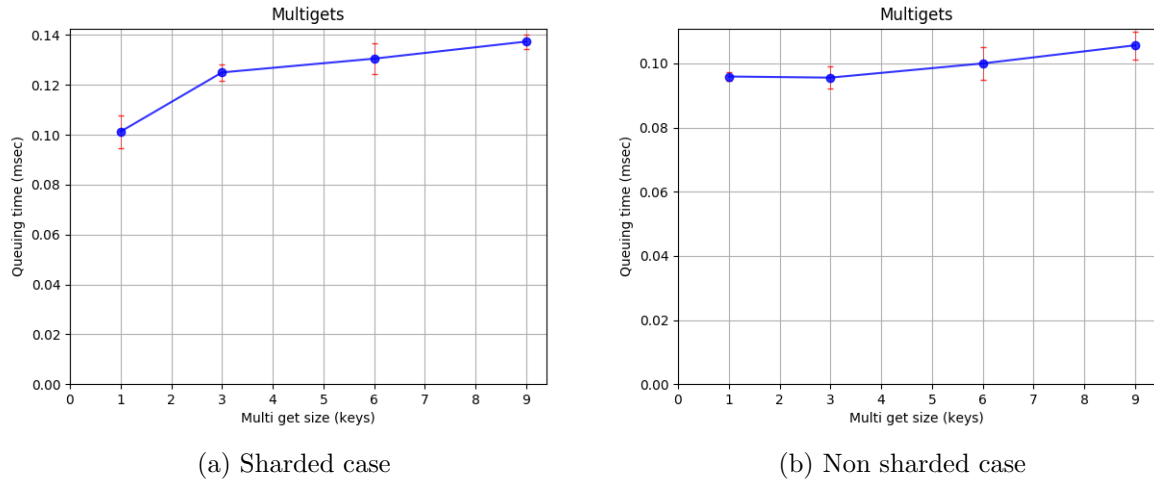 Multigets
0.14
0.12
0.10
0.08
0.06
0.04
0.02
0.00
Queuing time (msec)
0 1 2 3 4 5 6 7 8 9
Multi get size (keys)
(a) Sharded case
Multigets
0.10
0.08
0.06
0.04
0.02
0.00
Queuing time (msec)
0 1 2 3 4 5 6 7 8 9
Multi get size (keys)
(b) Non sharded case